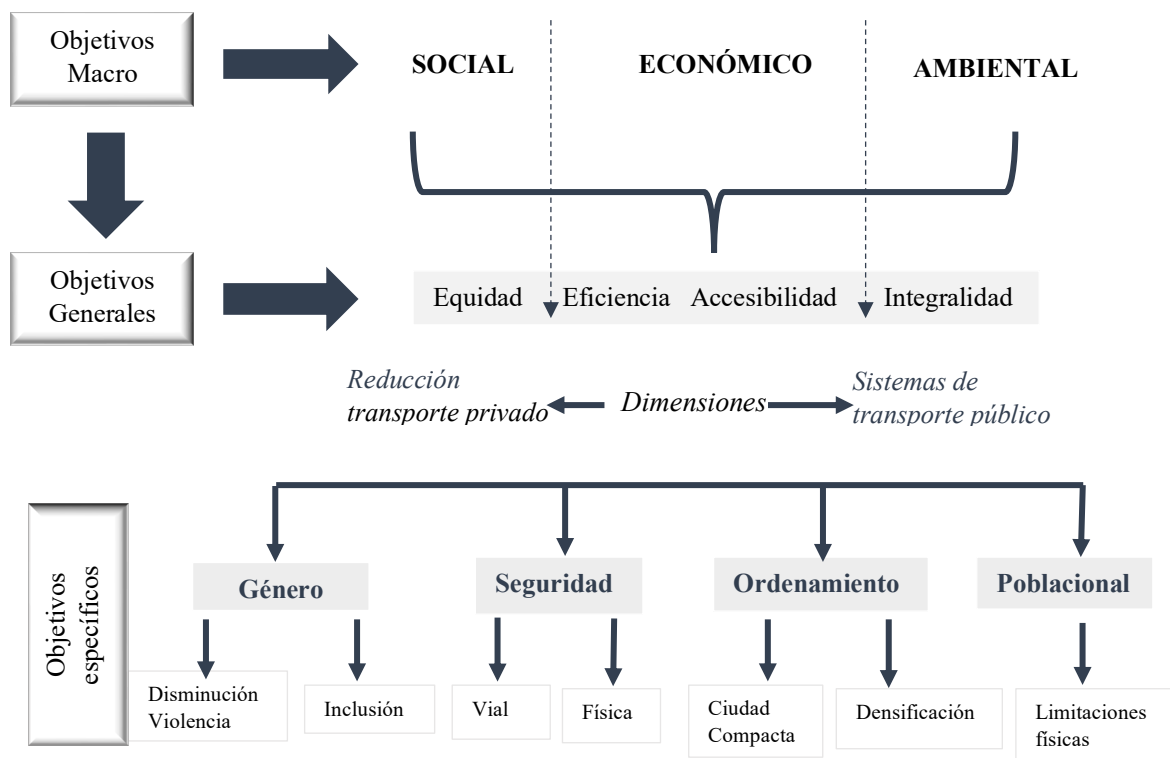 Objetivos
Macro
SOCIAL
ECONÓMICO
AMBIENTAL
Objetivos
Generales
Equidad
Eficiencia
Accesibilidad
Integralidad
Reducción
transporte privado
Dimensiones
Sistemas de
transporte público
Objetivos
específicos
Género
Seguridad
Ordenamiento
Poblacional
Disminución
Violencia
Inclusión
Vial
Física
Ciudad
Compacta
Densificación
Limitaciones
físicas